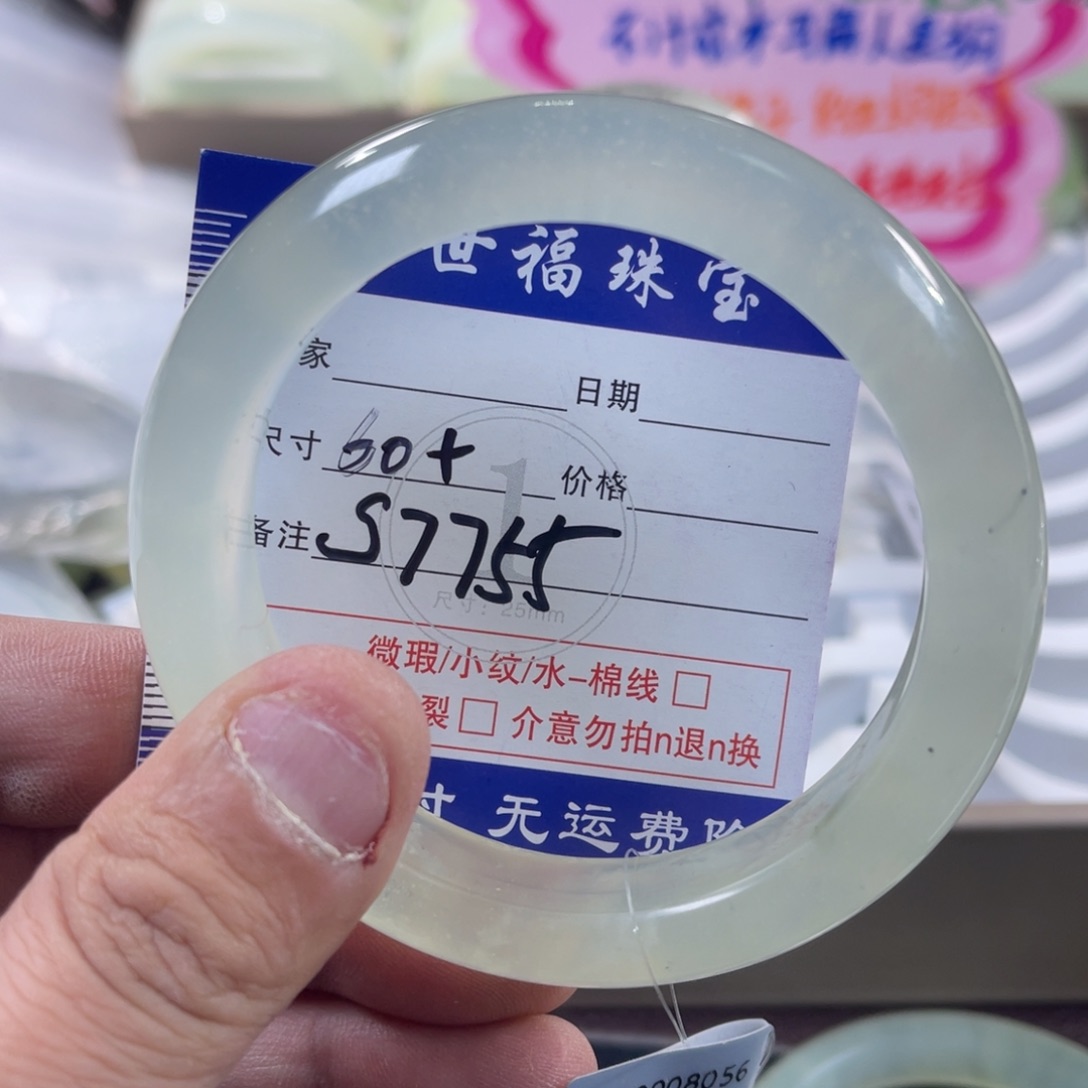 世福珠宝
家 日期
尺寸 60+ 价格
备注 S7755
尺寸：25mm
微瑕/小纹/水-棉线 □
裂 □ 介意勿拍n退n换
寸 无运费险
008056